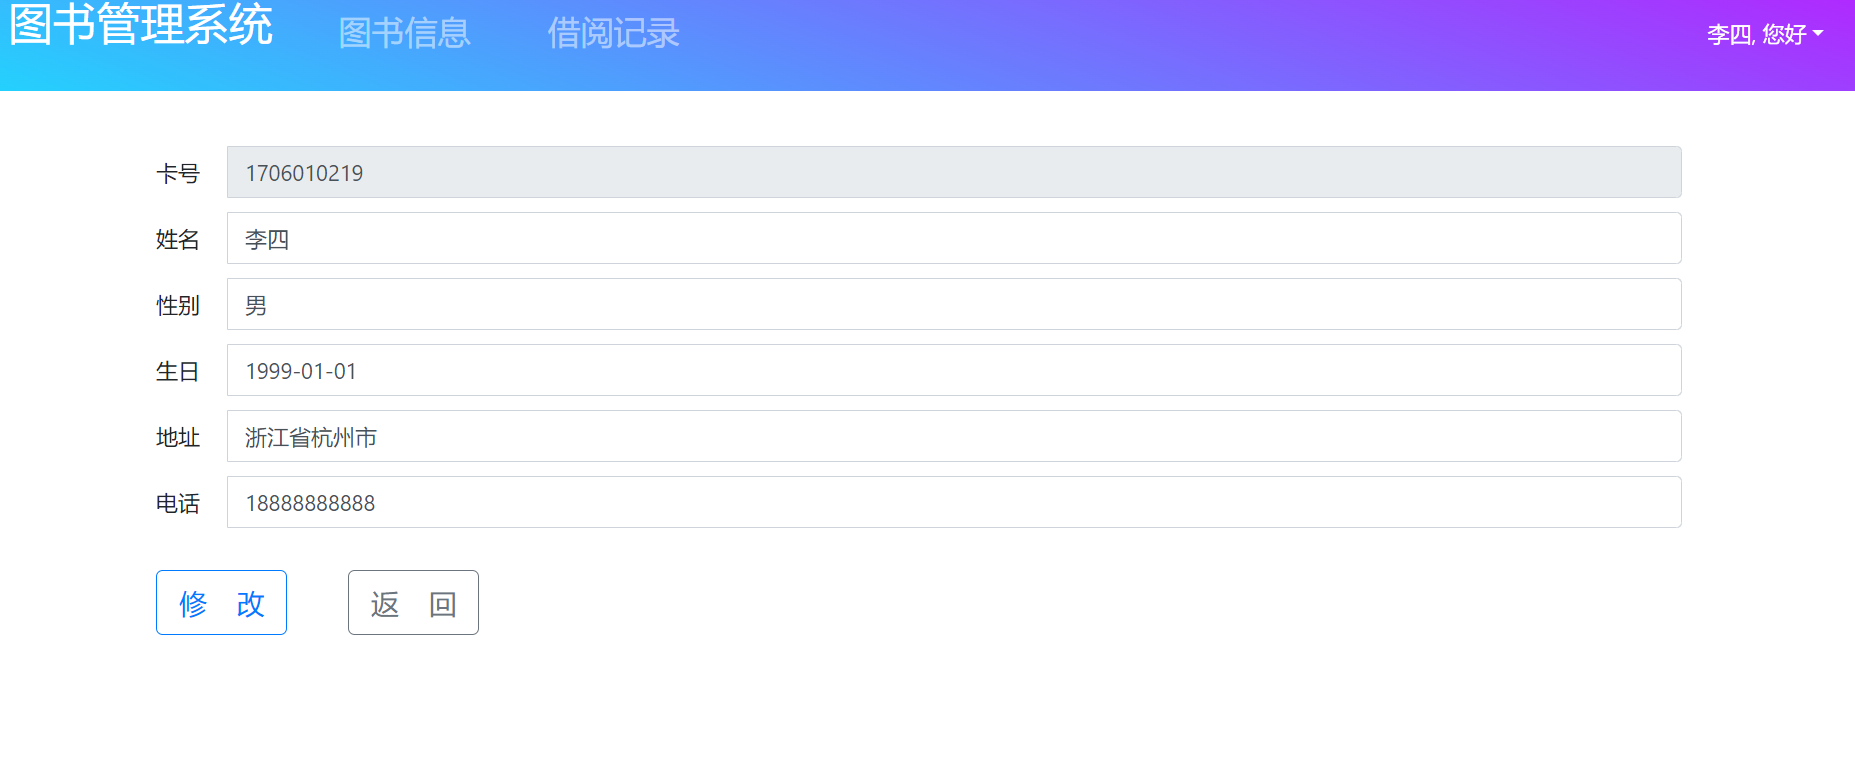 图书管理系统 图书信息 借阅记录 李四, 您好
卡号 1706010219
姓名 李四
性别 男
生日 1999-01-01
地址 浙江省杭州市
电话 18888888888
修 改 返 回